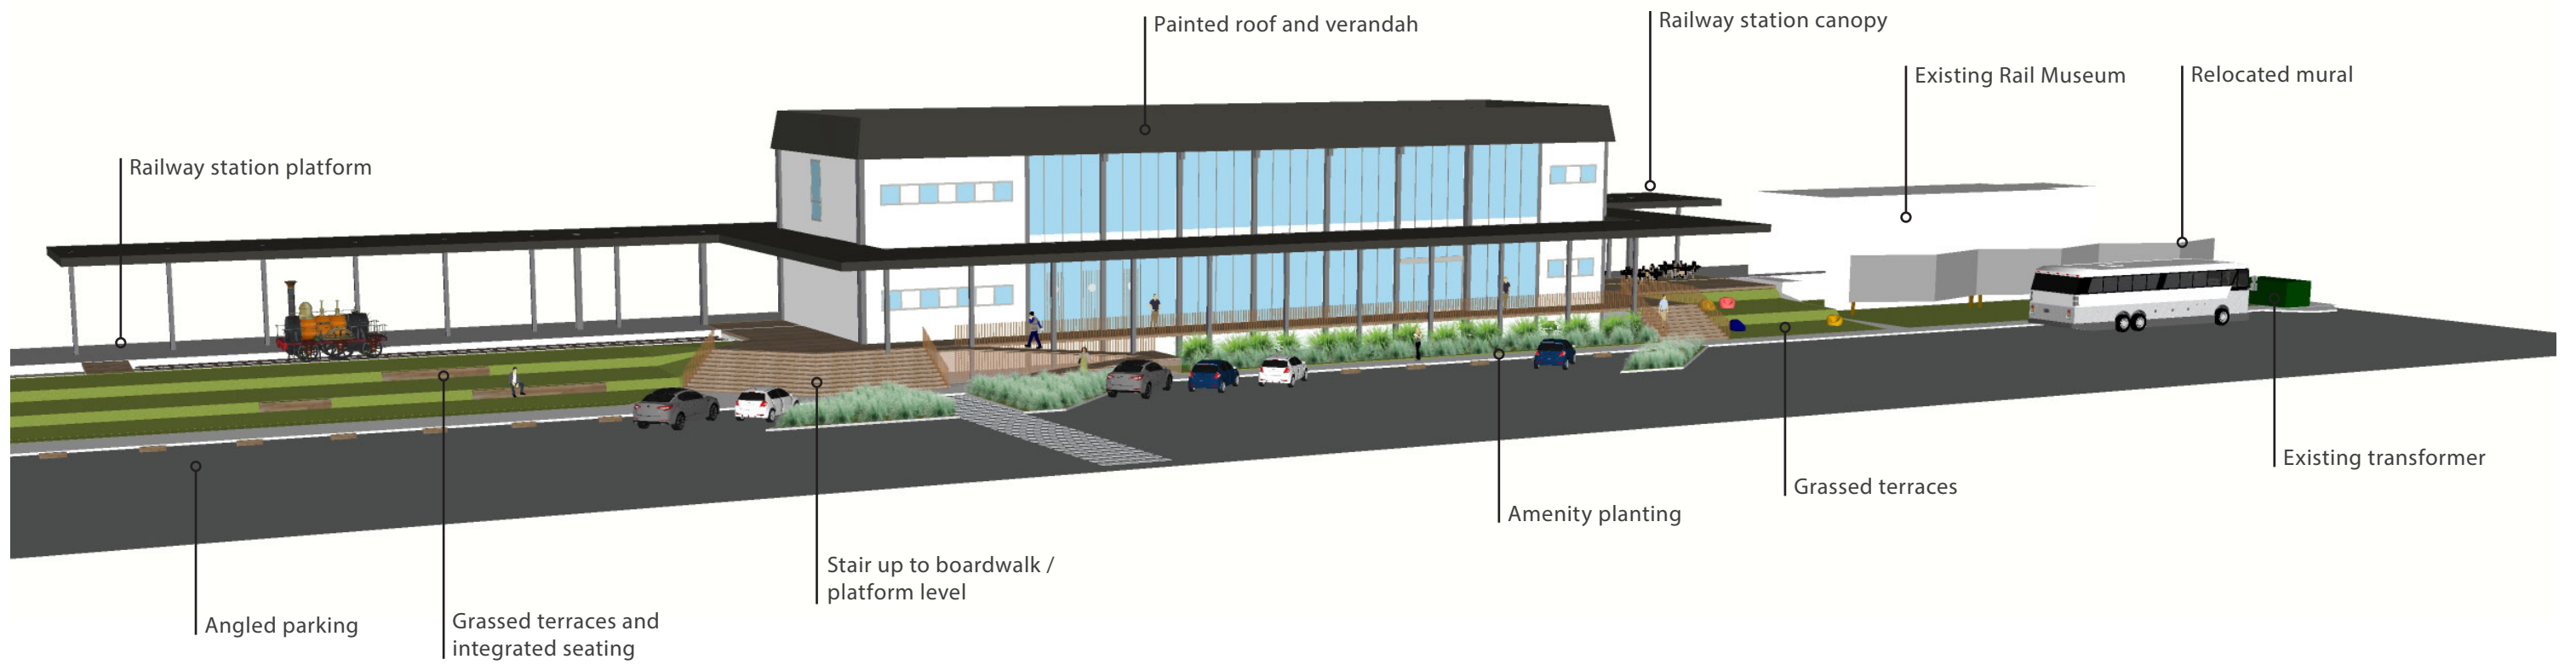 Painted roof and verandah
Railway station canopy
Existing Rail Museum
Relocated mural
Railway station platform
Existing transformer
Grassed terraces
Amenity planting
Stair up to boardwalk /
platform level
Angled parking
Grassed terraces and
integrated seating